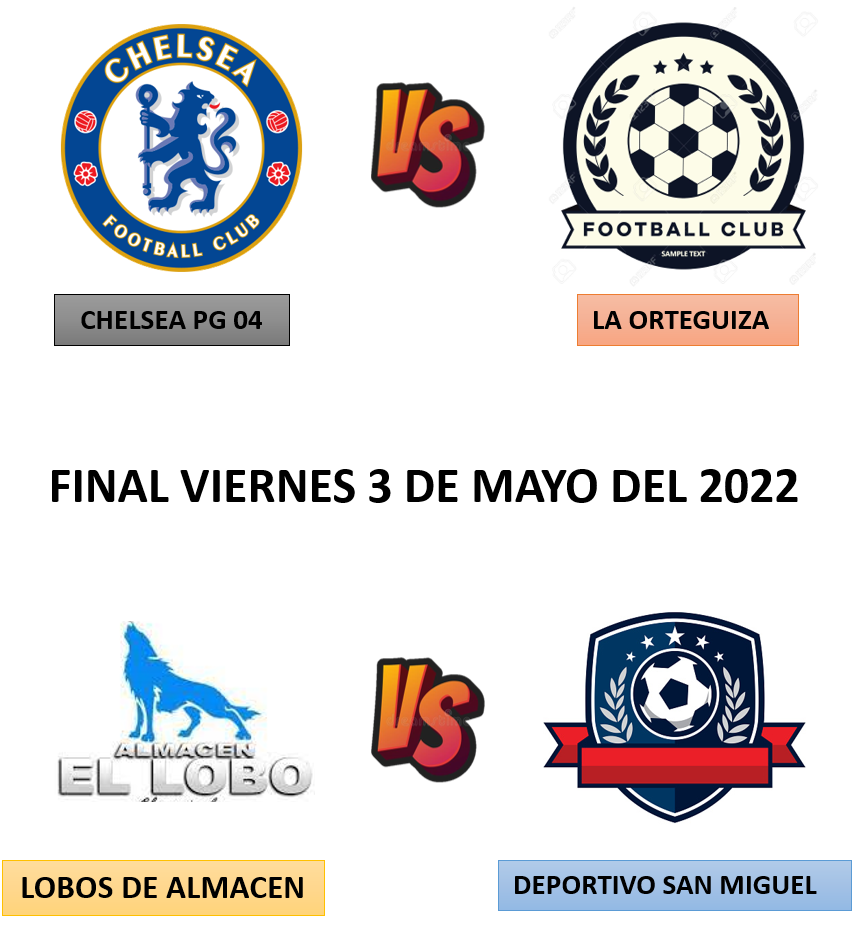 CHELSEA
FOOTBALL CLUB
VS
FOOTBALL CLUB
SAMPLE TEXT
CHELSEA PG 04
LA ORTEGUIZA
FINAL VIERNES 3 DE MAYO DEL 2022
VS
ALMACEN
EL LOBO
LOBOS DE ALMACEN
DEPORTIVO SAN MIGUEL